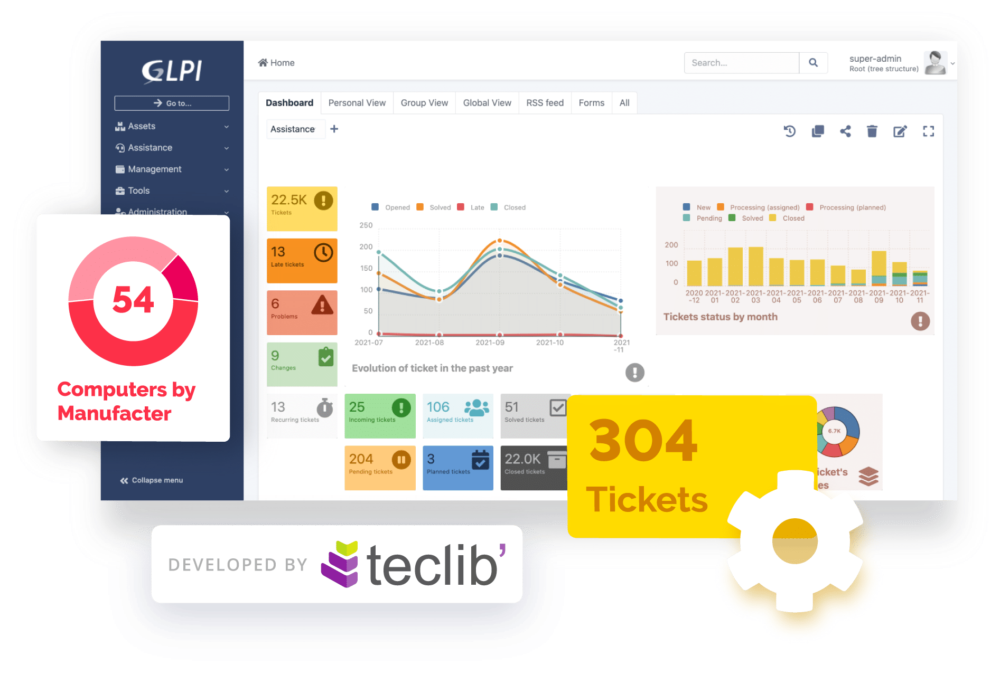 GLPI
Go to...
Assets
Assistance
Management
Tools
Administration
Collapse menu
Home
Search...
super-admin
Root (tree structure)
Dashboard
Personal View
Group View
Global View
RSS feed
Forms
All
Assistance
22.5K
Tickets
13
Late tickets
6
Problems
9
Changes
13
Recurring tickets
Opened Solved Late Closed
250
200
150
100
50
0
2021-07 2021-08 2021-09 2021-10 2021
-11
Evolution of ticket in the past year
New Processing (assigned) Processing (planned)
Pending Solved Closed
200
100
0
2020 2021- 2021- 2021- 2021- 2021- 2021- 2021- 2021- 2021- 2021- 2021-
-12 01 02 03 04 05 06 07 08 09 10 11
Tickets status by month
25
Incoming tickets
106
Assigned tickets
51
Solved tickets
204
Pending tickets
3
Planned tickets
22.0K
Closed tickets
6.7K
icket's
es
54
Computers by
Manufacter
304
Tickets
DEVELOPED BY teclib'